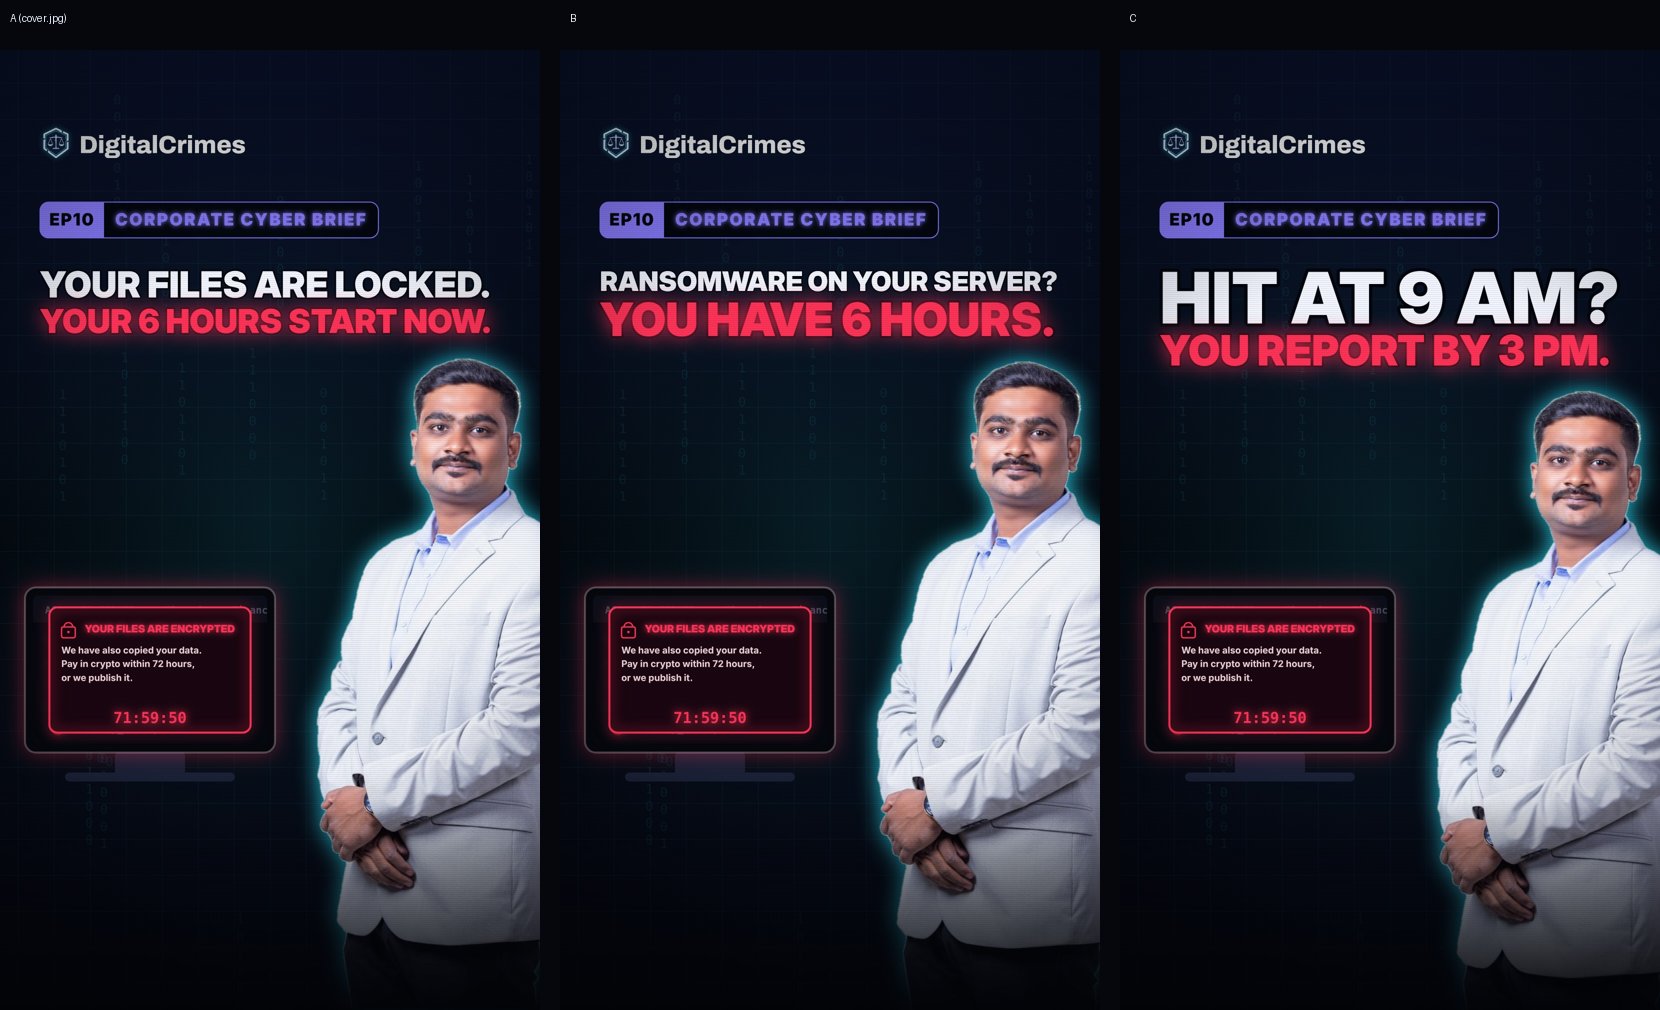 A (cover.jpg)
DigitalCrimes
EP10 CORPORATE CYBER BRIEF
YOUR FILES ARE LOCKED.
YOUR 6 HOURS START NOW.
YOUR FILES ARE ENCRYPTED
We have also copied your data.
Pay in crypto within 72 hours,
or we publish it.
71:59:50
B
DigitalCrimes
EP10 CORPORATE CYBER BRIEF
RANSOMWARE ON YOUR SERVER?
YOU HAVE 6 HOURS.
YOUR FILES ARE ENCRYPTED
We have also copied your data.
Pay in crypto within 72 hours,
or we publish it.
71:59:50
C
DigitalCrimes
EP10 CORPORATE CYBER BRIEF
HIT AT 9 AM?
YOU REPORT BY 3 PM.
YOUR FILES ARE ENCRYPTED
We have also copied your data.
Pay in crypto within 72 hours,
or we publish it.
71:59:50